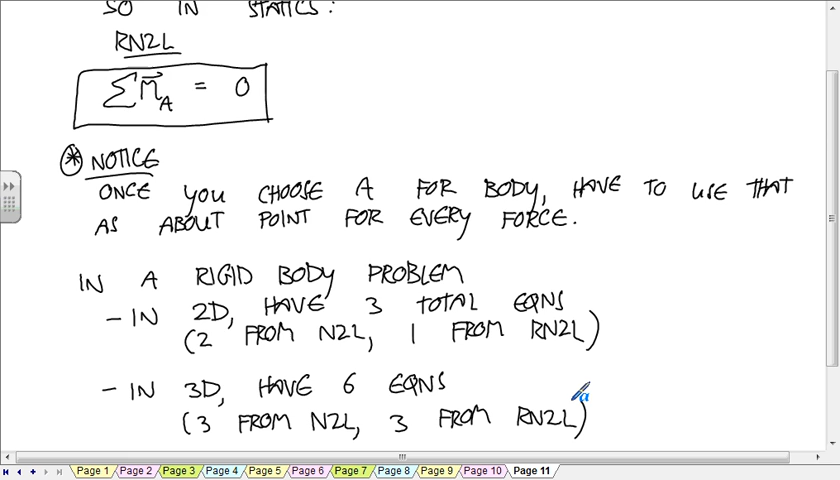 SO IN STATICS:
RN2L
∑M⃗_A = 0
* NOTICE
ONCE YOU CHOOSE A FOR BODY, HAVE TO USE THAT
AS ABOUT POINT FOR EVERY FORCE.
IN A RIGID BODY PROBLEM
- IN 2D, HAVE 3 TOTAL EQNS
(2 FROM N2L, 1 FROM RN2L)
- IN 3D, HAVE 6 EQNS
(3 FROM N2L, 3 FROM RN2L)
Page 1 Page 2 Page 3 Page 4 Page 5 Page 6 Page 7 Page 8 Page 9 Page 10 Page 11